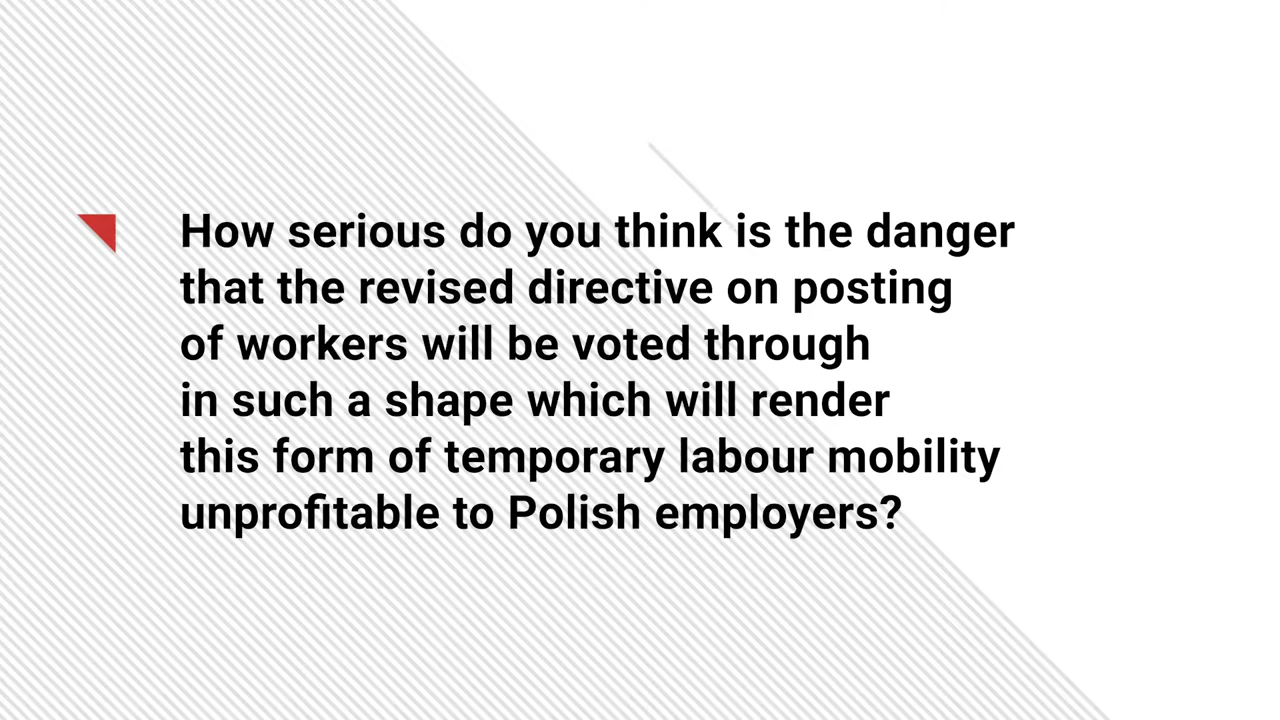 How serious do you think is the danger
that the revised directive on posting
of workers will be voted through
in such a shape which will render
this form of temporary labour mobility
unprofitable to Polish employers?